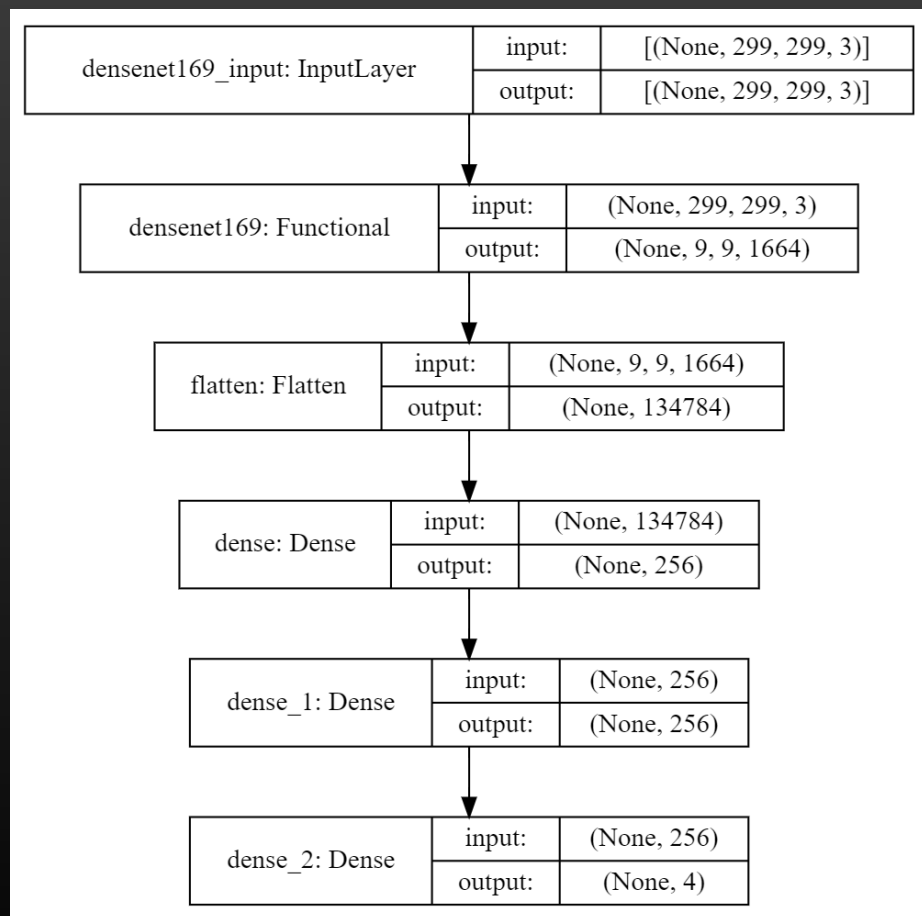 densenet169_input: InputLayer
input: [(None, 299, 299, 3)]
output: [(None, 299, 299, 3)]
densenet169: Functional
input: (None, 299, 299, 3)
output: (None, 9, 9, 1664)
flatten: Flatten
input: (None, 9, 9, 1664)
output: (None, 134784)
dense: Dense
input: (None, 134784)
output: (None, 256)
dense_1: Dense
input: (None, 256)
output: (None, 256)
dense_2: Dense
input: (None, 256)
output: (None, 4)